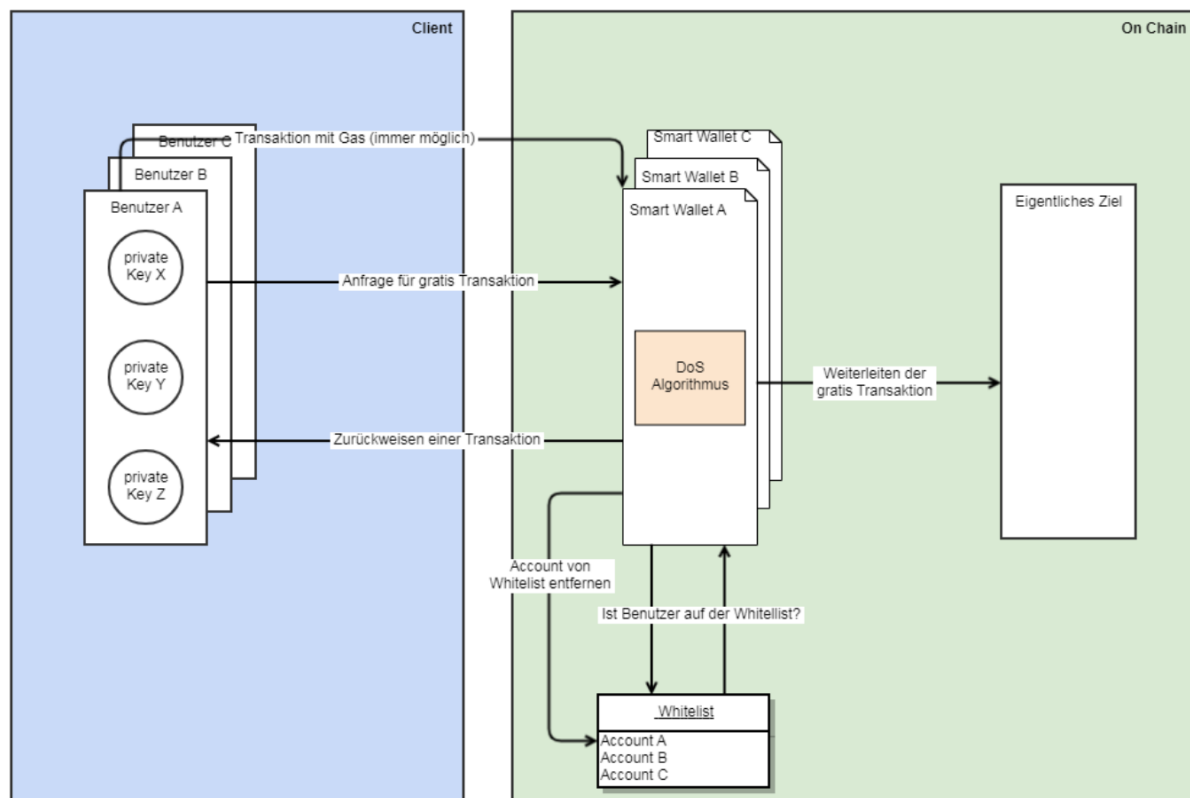 Client
On Chain
Benutzer C
Transaktion mit Gas (immer möglich)
Smart Wallet C
Benutzer B
Smart Wallet B
Benutzer A
Smart Wallet A
Eigentliches Ziel
private
Key X
Anfrage für gratis Transaktion
private
Key Y
DoS
Algorithmus
Weiterleiten der
gratis Transaktion
Zurückweisen einer Transaktion
private
Key Z
Account von
Whitelist entfernen
Ist Benutzer auf der Whitellist?
Whitelist
Account A
Account B
Account C